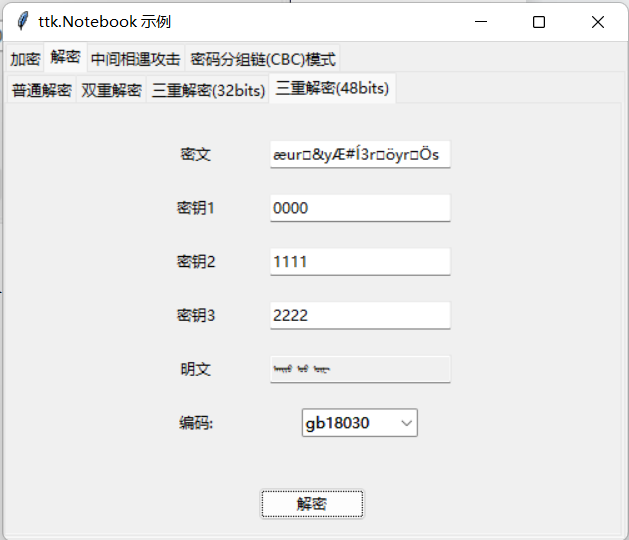 ttk.Notebook 示例
加密 解密 中间相遇攻击 密码分组链(CBC)模式
普通解密 双重解密 三重解密(32bits) 三重解密(48bits)
密文 æur□&yÆ#Í3r□öyr□Ös
密钥1 0000
密钥2 1111
密钥3 2222
明文
编码: gb18030
解密